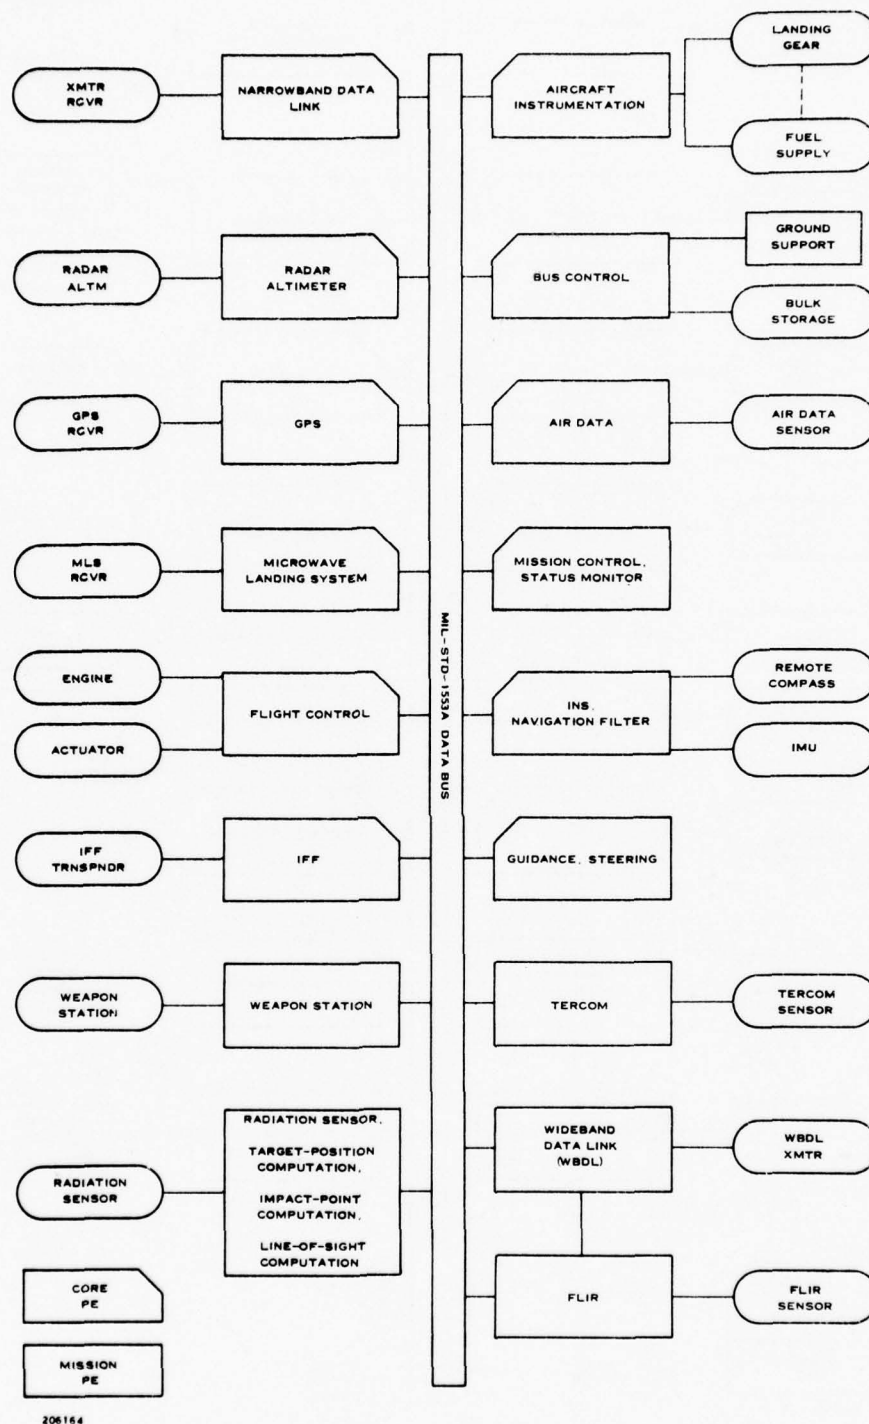 XMTR
RCVR
NARROWBAND DATA
LINK
AIRCRAFT
INSTRUMENTATION
LANDING
GEAR
FUEL
SUPPLY
RADAR
ALTM
RADAR
ALTIMETER
BUS CONTROL
GROUND
SUPPORT
BULK
STORAGE
GPS
RCVR
GPS
AIR DATA
AIR DATA
SENSOR
MLS
RCVR
MICROWAVE
LANDING SYSTEM
MISSION CONTROL,
STATUS MONITOR
MIL-STD-1553A DATA BUS
ENGINE
ACTUATOR
FLIGHT CONTROL
INS,
NAVIGATION FILTER
REMOTE
COMPASS
IMU
IFF
TRNSPNDR
IFF
GUIDANCE, STEERING
WEAPON
STATION
WEAPON STATION
TERCOM
TERCOM
SENSOR
RADIATION
SENSOR
RADIATION SENSOR,
TARGET-POSITION
COMPUTATION,
IMPACT-POINT
COMPUTATION,
LINE-OF-SIGHT
COMPUTATION
WIDEBAND
DATA LINK
(WBDL)
WBDL
XMTR
FLIR
FLIR
SENSOR
CORE
PE
MISSION
PE
206164